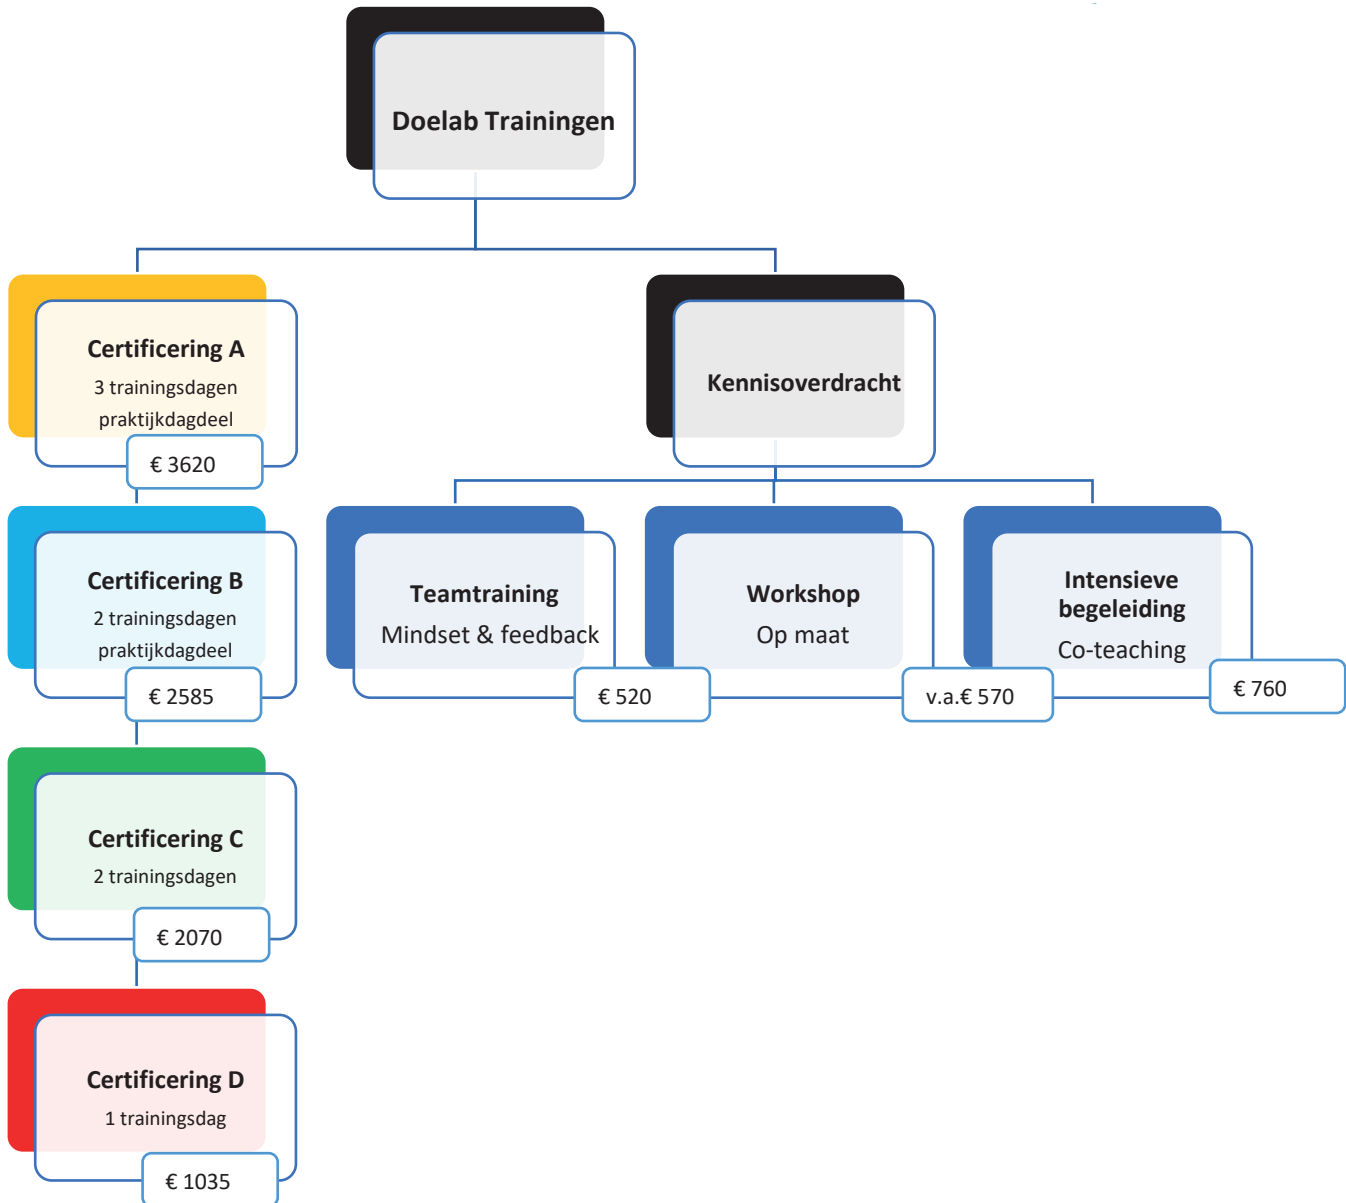 Doelab Trainingen
Certificering A
3 trainingsdagen
praktijkdagdeel
€ 3620
Kennisoverdracht
Certificering B
2 trainingsdagen
praktijkdagdeel
€ 2585
Teamtraining
Mindset & feedback
€ 520
Workshop
Op maat
v.a.€ 570
Intensieve
begeleiding
Co-teaching
€ 760
Certificering C
2 trainingsdagen
€ 2070
Certificering D
1 trainingsdag
€ 1035